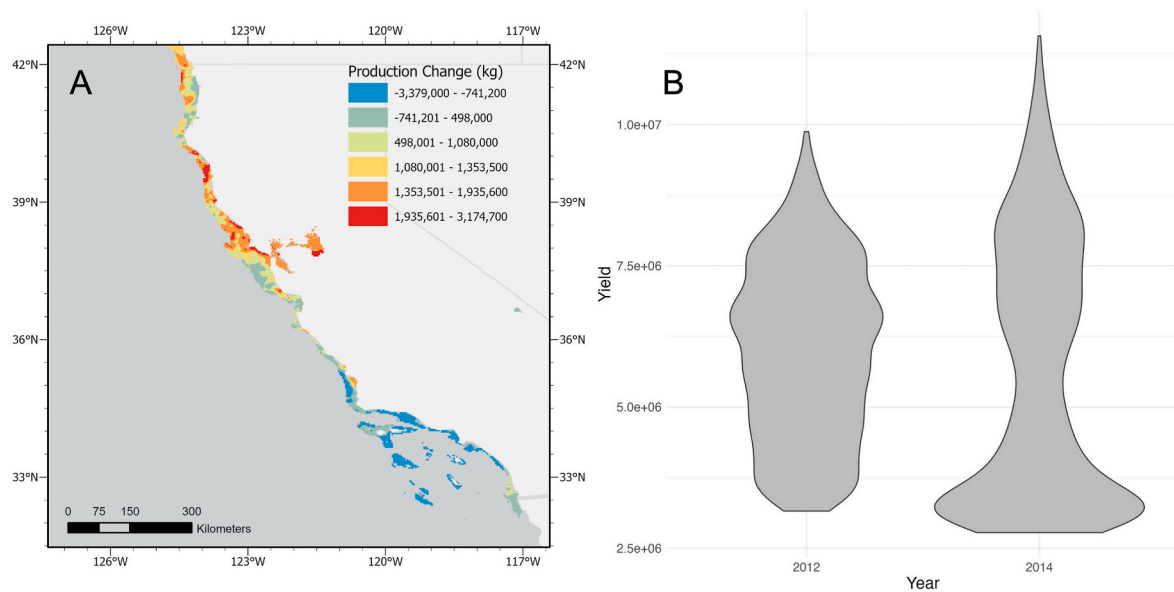 126°W 123°W 120°W 117°W
A
42°N
42°N
Production Change (kg)
-3,379,000 - -741,200
-741,201 - 498,000
498,001 - 1,080,000
1,080,001 - 1,353,500
1,353,501 - 1,935,600
1,935,601 - 3,174,700
39°N
39°N
36°N
36°N
33°N
33°N
0 75 150 300
Kilometers
126°W 123°W 120°W 117°W
B
1.0e+07
7.5e+06
5.0e+06
2.5e+06
Yield
2012 2014
Year